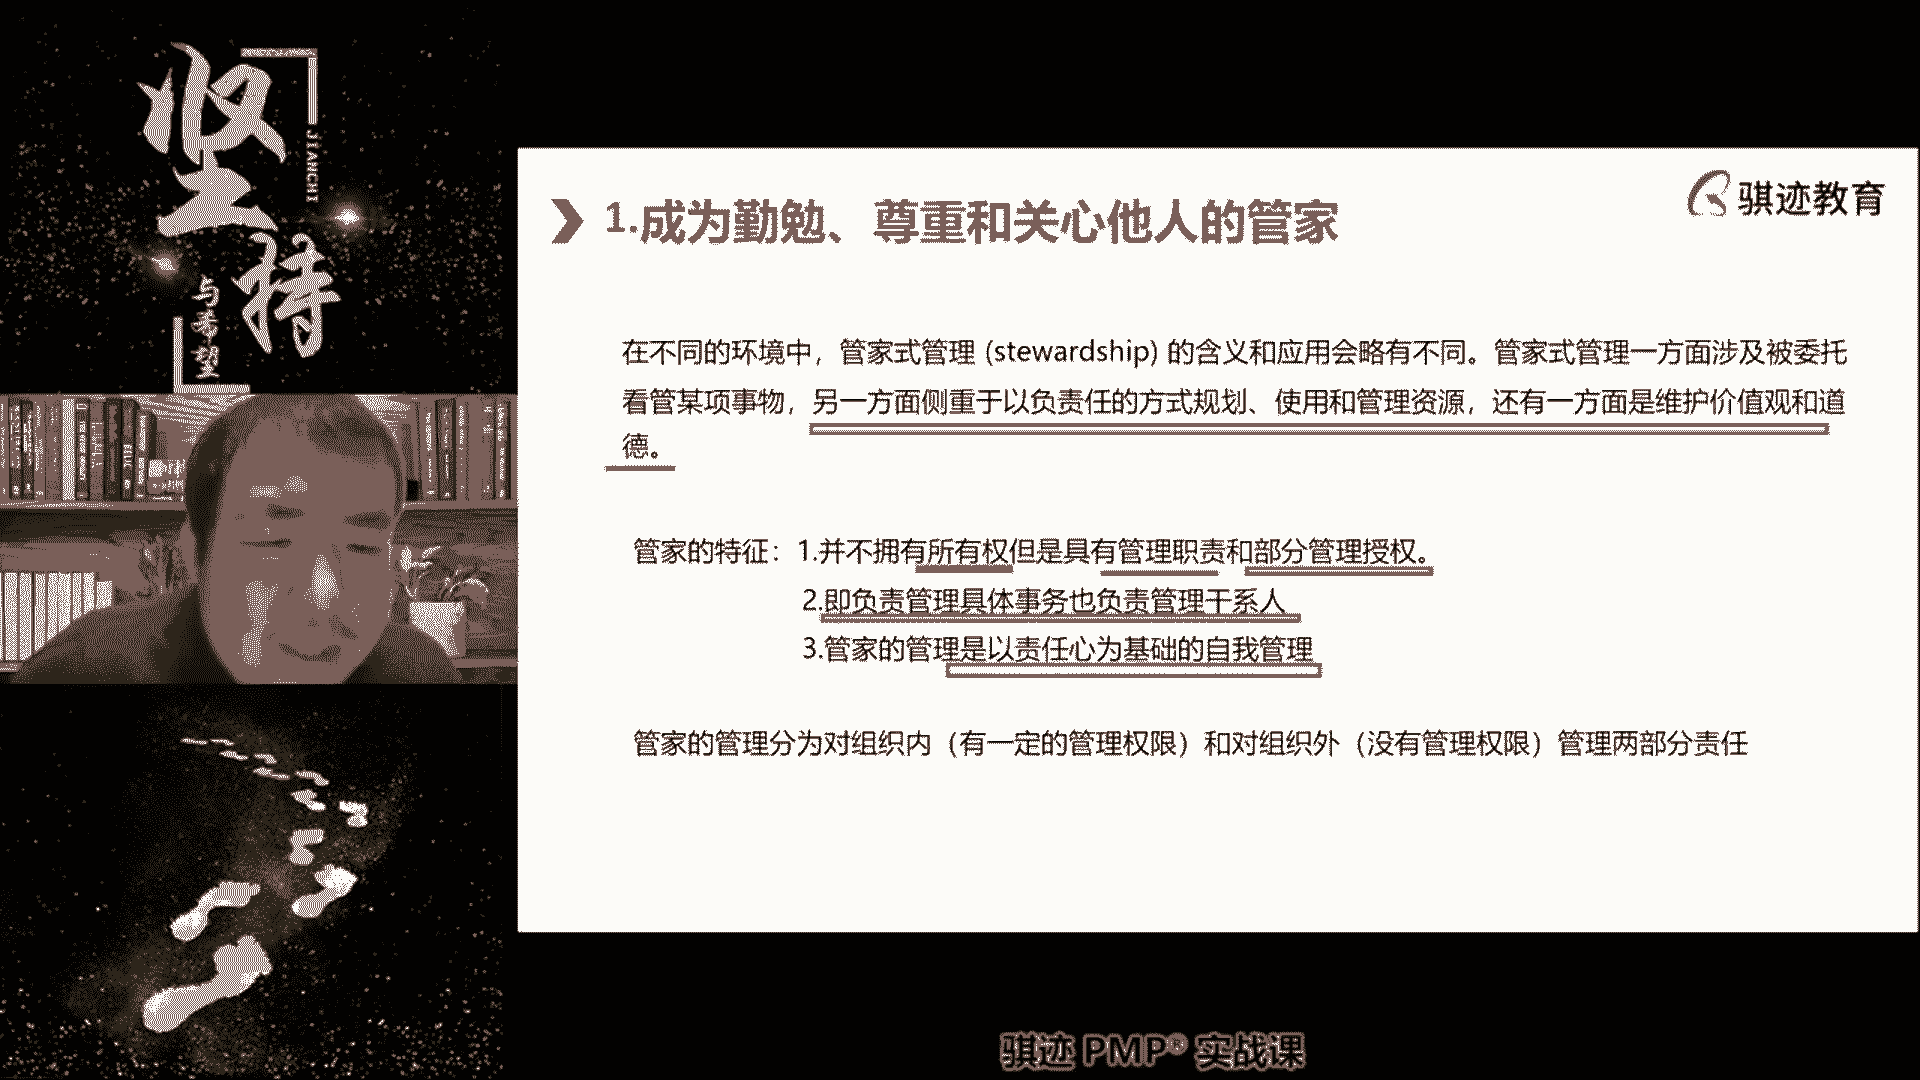 坚持
JIANCHI
与希望
骐迹教育
1.成为勤勉、尊重和关心他人的管家
在不同的环境中，管家式管理 (stewardship) 的含义和应用会略有不同。管家式管理一方面涉及被委托
看管某项事物，另一方面侧重于以负责任的方式规划、使用和管理资源，还有一方面是维护价值观和道
德。
管家的特征：1.并不拥有所有权但是具有管理职责和部分管理授权。
2.即负责管理具体事务也负责管理干系人
3.管家的管理是以责任心为基础的自我管理
管家的管理分为对组织内（有一定的管理权限）和对组织外（没有管理权限）管理两部分责任
骐迹 PMP® 实战课